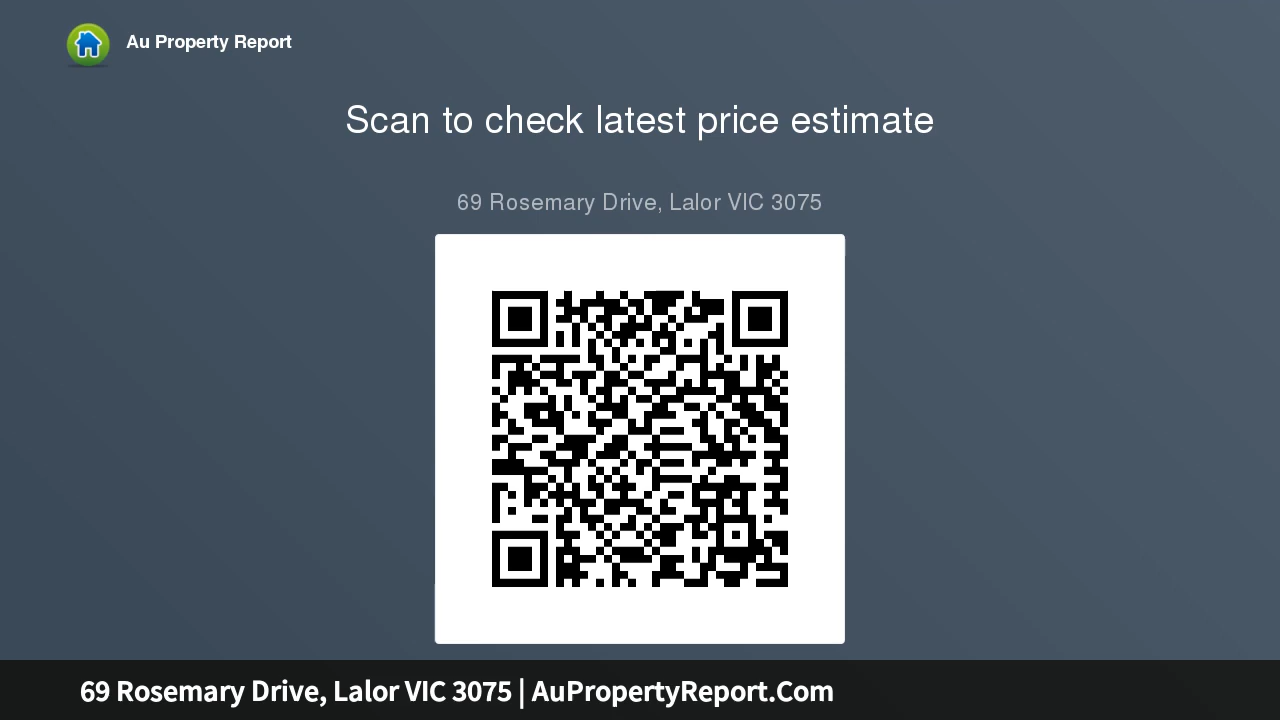 Au Property Report
Scan to check latest price estimate
69 Rosemary Drive, Lalor VIC 3075
69 Rosemary Drive, Lalor VIC 3075 | AuPropertyReport.Com